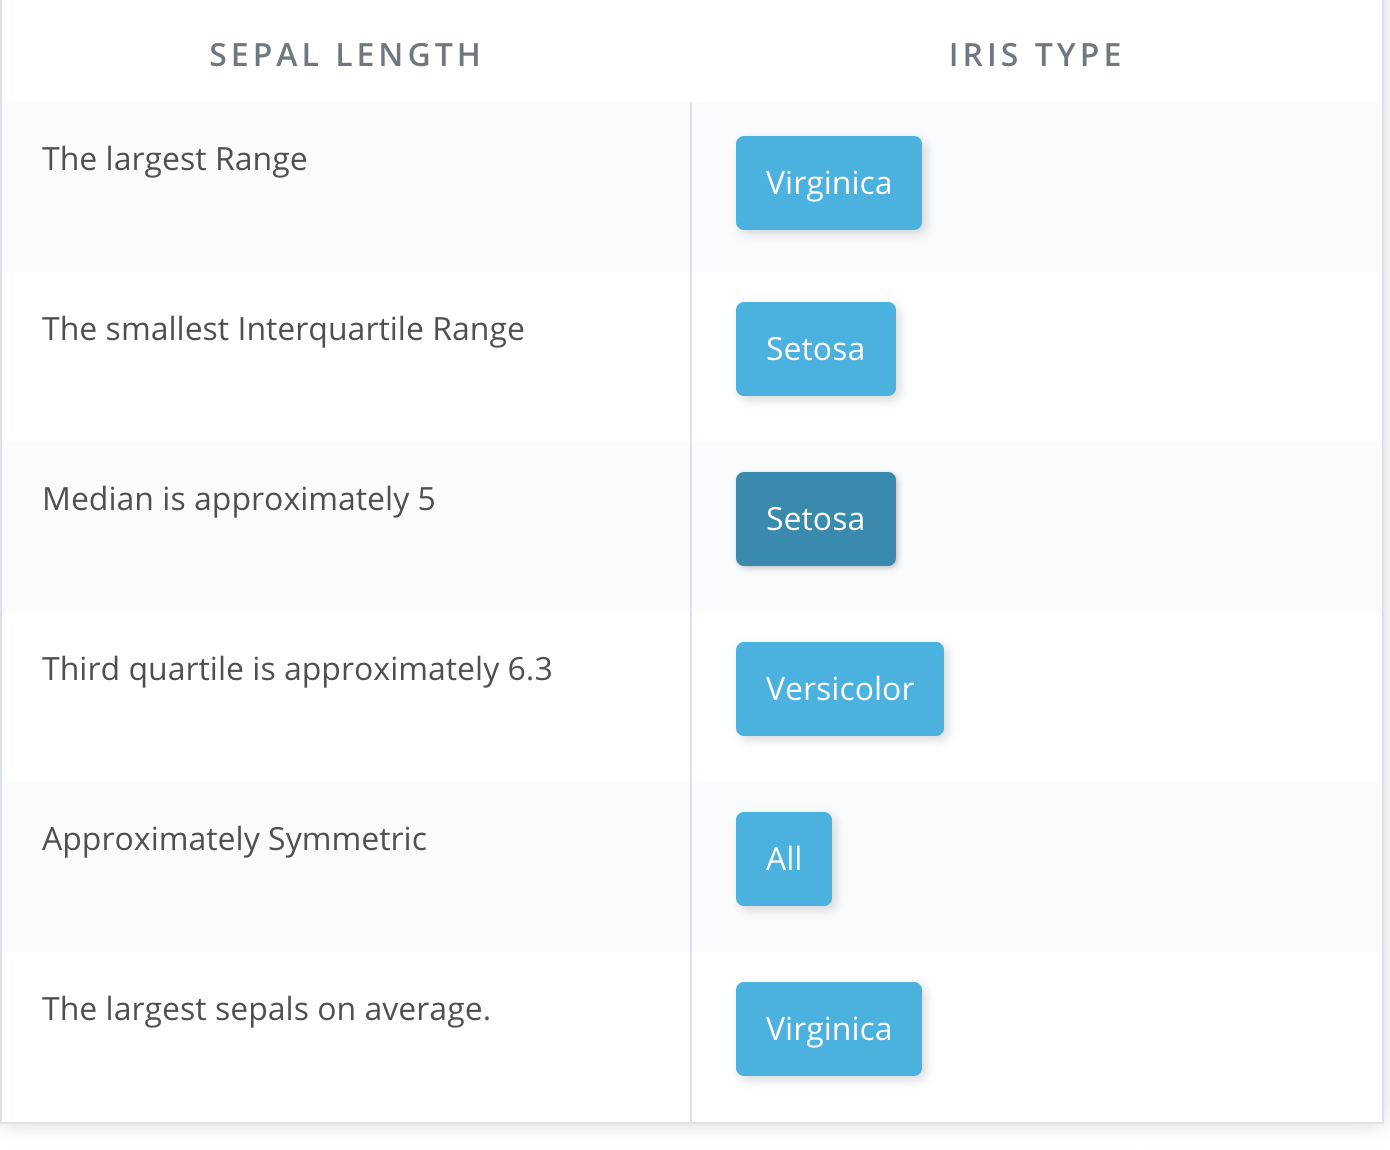 SEPAL LENGTH IRIS TYPE
The largest Range Virginica
The smallest Interquartile Range Setosa
Median is approximately 5 Setosa
Third quartile is approximately 6.3 Versicolor
Approximately Symmetric All
The largest sepals on average. Virginica